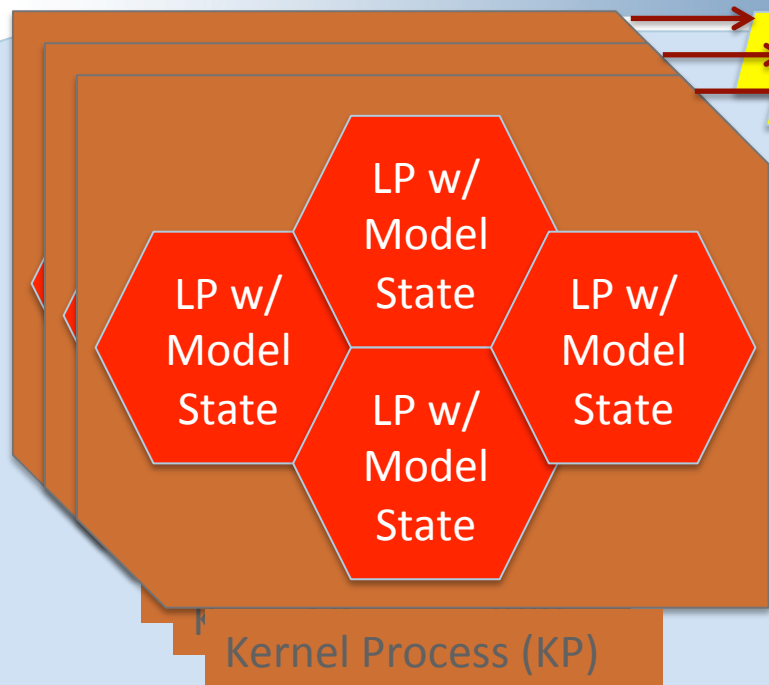 LP w/
Model
State
LP w/
Model
State
LP w/
Model
State
LP w/
Model
State
Kernel Process (KP)